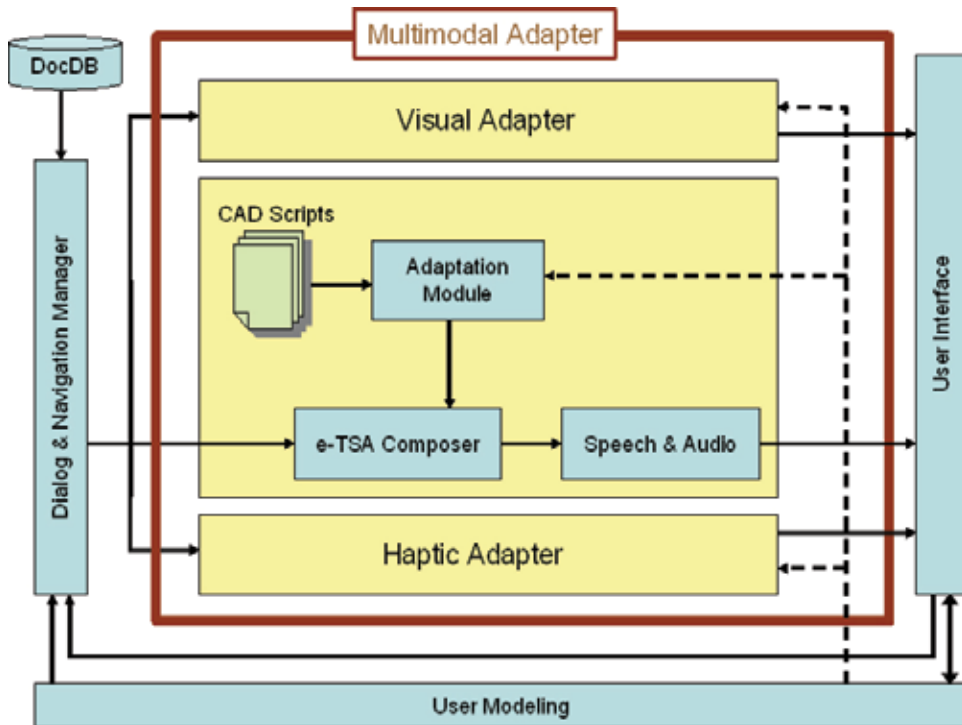 Multimodal Adapter
DocDB
Visual Adapter
CAD Scripts
Adaptation
Module
Dialog & Navigation Manager
User Interface
e-TSA Composer
Speech & Audio
Haptic Adapter
User Modeling